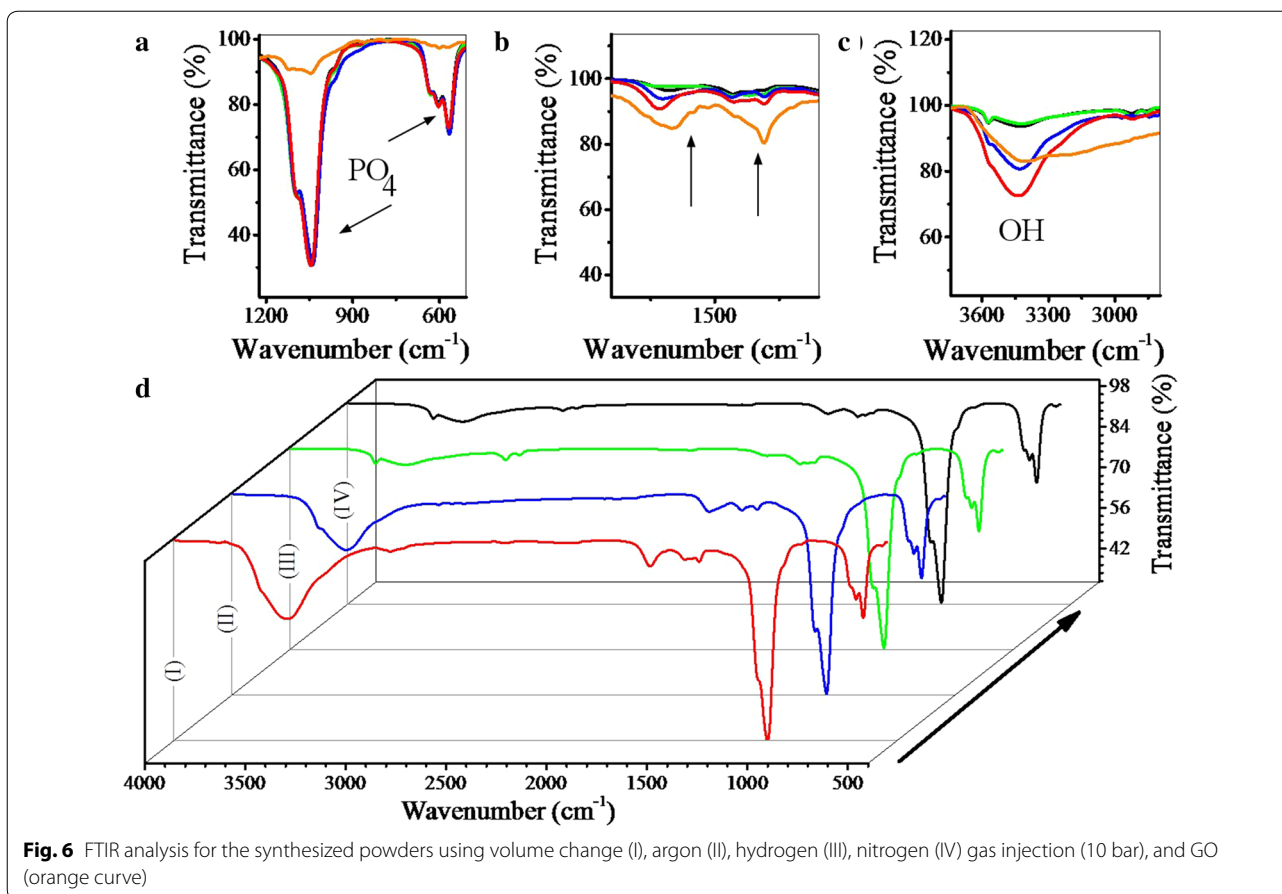 a
100
80
60
40
Transmittance (%)
PO4
1200 900 600
Wavenumber (cm-1)
b
100
80
60
40
Transmittance (%)
1500
Wavenumber (cm-1)
c )
120
100
80
60
Transmittance (%)
OH
3600 3300 3000
Wavenumber (cm-1)
d
98
84
70
56
42
Transmittance (%)
(IV)
(III)
(II)
(I)
4000 3500 3000 2500 2000 1500 1000 500
Wavenumber (cm-1)
Fig. 6 FTIR analysis for the synthesized powders using volume change (I), argon (II), hydrogen (III), nitrogen (IV) gas injection (10 bar), and GO
(orange curve)